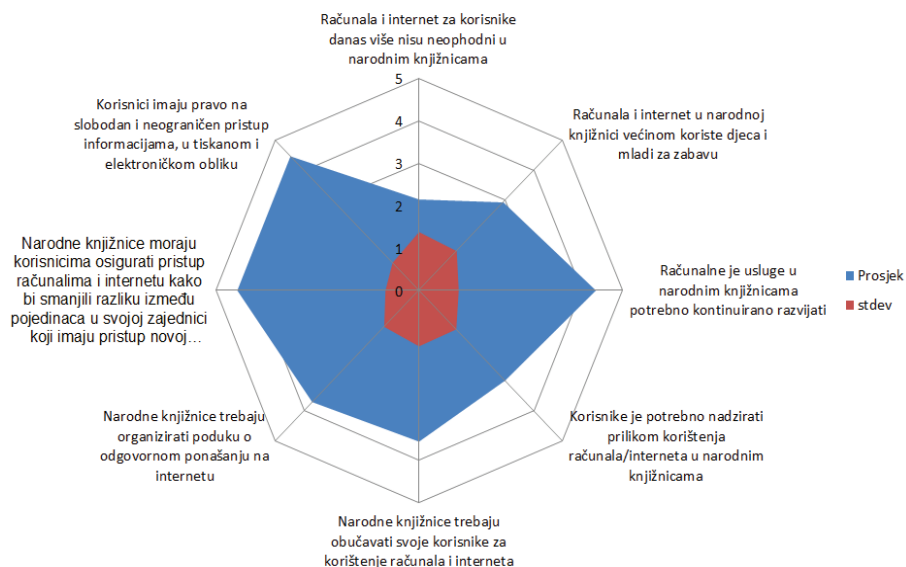 Računala i internet za korisnike
danas više nisu neophodni u
narodnim knjižnicama
Računala i internet u narodnoj
knjižnici većinom koriste djeca i
mladi za zabavu
Računalne je usluge u
narodnim knjižnicama
potrebno kontinuirano razvijati
Korisnike je potrebno nadzirati
prilikom korištenja
računala/interneta u narodnim
knjižnicama
Narodne knjižnice trebaju
obučavati svoje korisnike za
korištenje računala i interneta
Narodne knjižnice trebaju
organizirati poduku o
odgovornom ponašanju na
internetu
Narodne knjižnice moraju
korisnicima osigurati pristup
računalima i internetu kako
bi smanjili razliku između
pojedinaca u svojoj zajednici
koji imaju pristup novoj...
Korisnici imaju pravo na
slobodan i neograničen pristup
informacijama, u tiskanom i
elektroničkom obliku
5
4
3
2
1
0
Prosjek
stdev